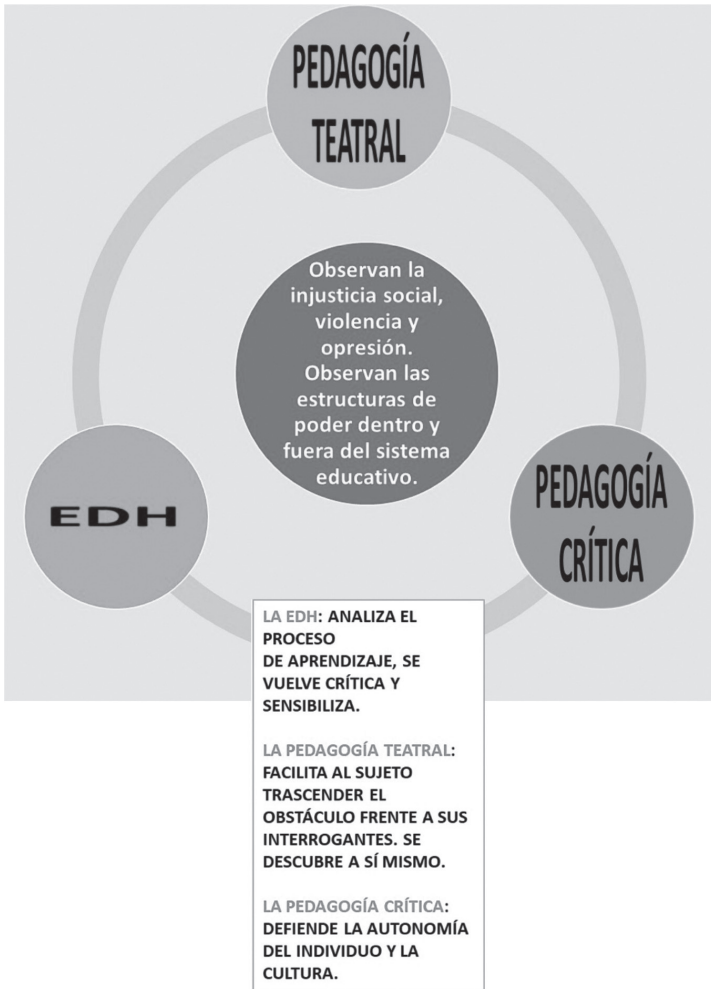 PEDAGOGÍA
TEATRAL
Observan la
injusticia social,
violencia y
opresión.
Observan las
estructuras de
poder dentro y
fuera del sistema
educativo.
EDH
PEDAGOGÍA
CRÍTICA
LA EDH: ANALIZA EL
PROCESO
DE APRENDIZAJE, SE
VUELVE CRÍTICA Y
SENSIBILIZA.
LA PEDAGOGÍA TEATRAL:
FACILITA AL SUJETO
TRASCENDER EL
OBSTÁCULO FRENTE A SUS
INTERROGANTES. SE
DESCUBRE A SÍ MISMO.
LA PEDAGOGÍA CRÍTICA:
DEFIENDE LA AUTONOMÍA
DEL INDIVIDUO Y LA
CULTURA.